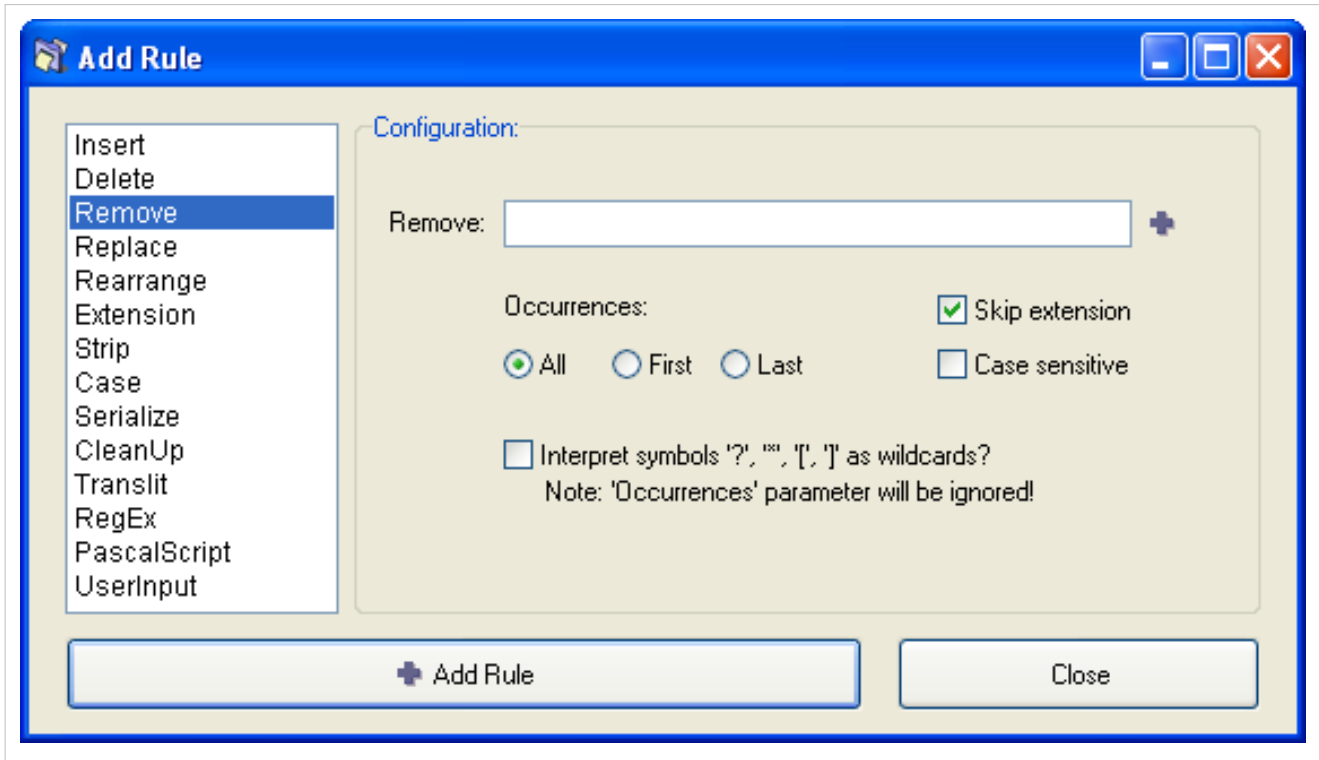 Add Rule
Insert
Delete
Remove
Replace
Rearrange
Extension
Strip
Case
Serialize
CleanUp
Translit
RegEx
PascalScript
UserInput
Configuration:
Remove:
Occurrences:
Skip extension
All First Last
Case sensitive
Interpret symbols '?', '*', '[', ']' as wildcards?
Note: 'Occurrences' parameter will be ignored!
Add Rule
Close